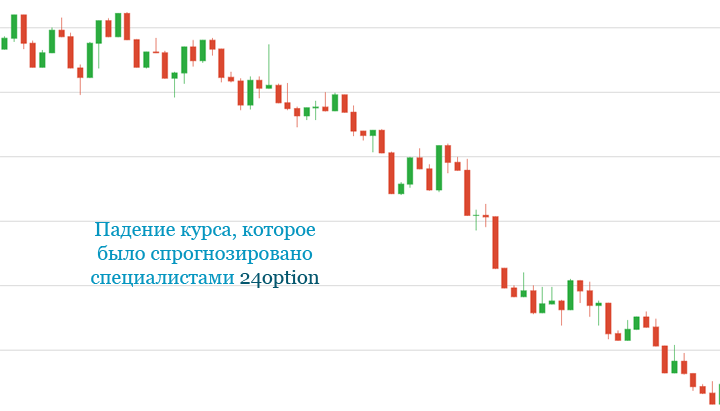 Падение курса, которое
было спрогнозировано
специалистами 24option